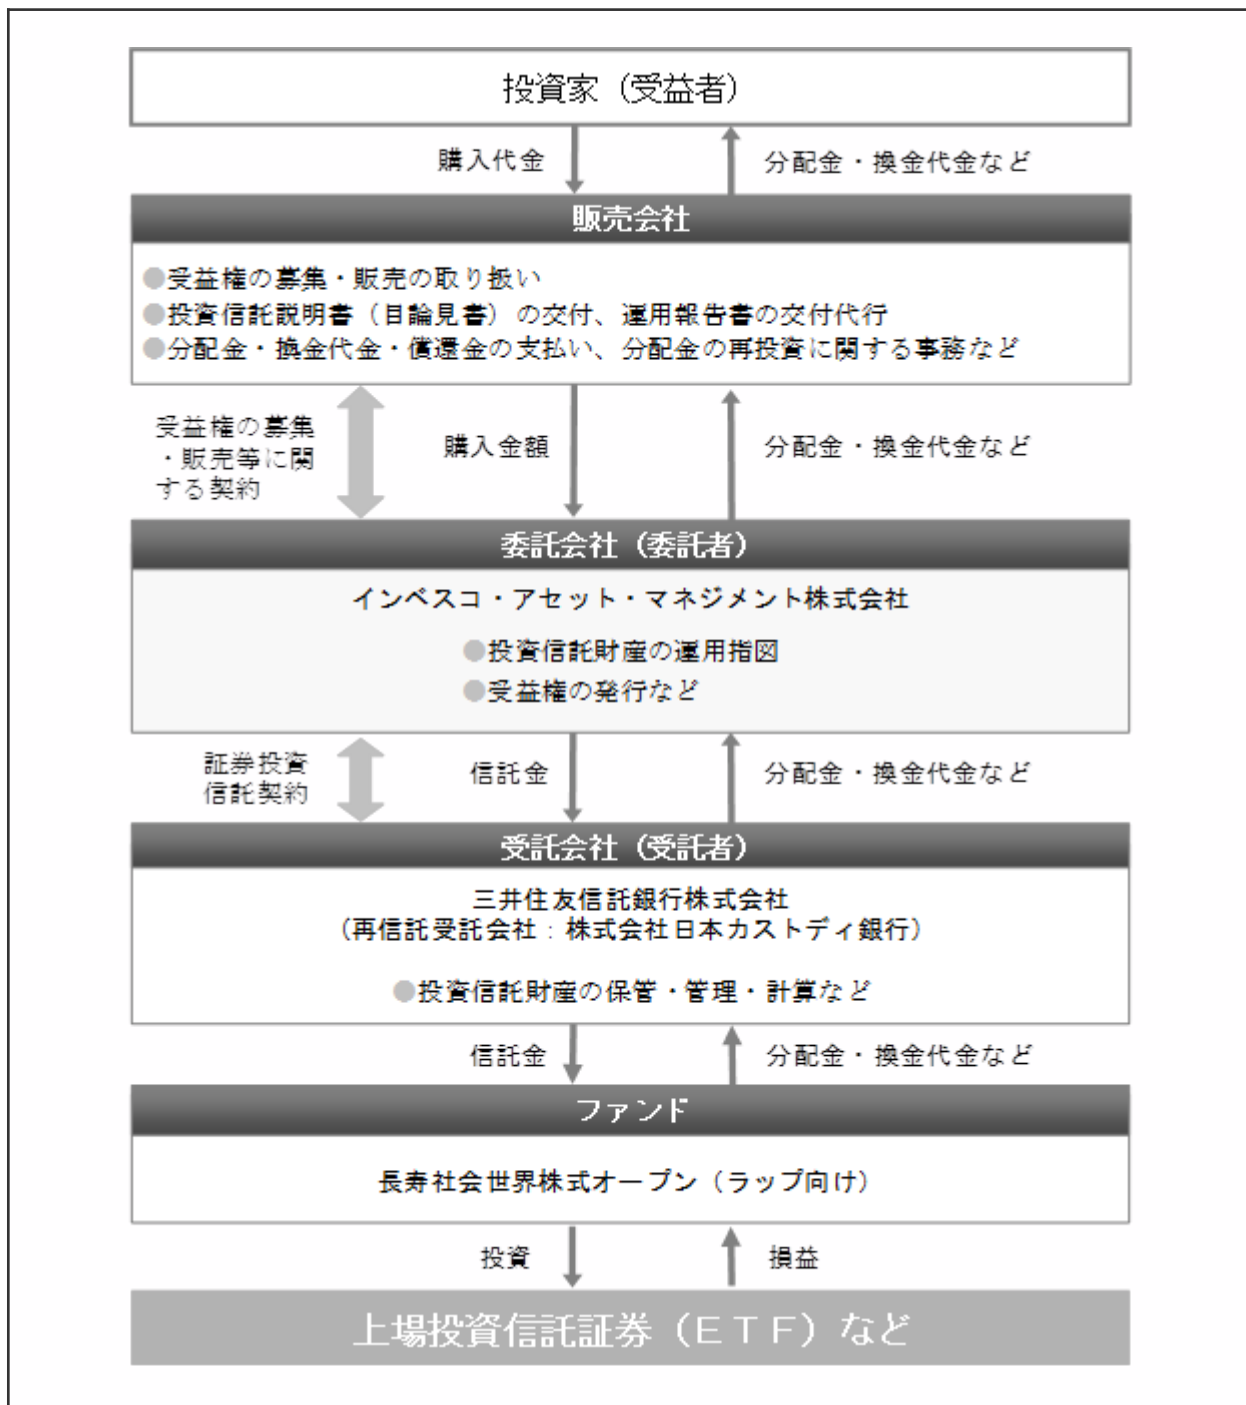 投資家（受益者）
購入代金
分配金・換金代金など
販売会社
●受益権の募集・販売の取り扱い
●投資信託説明書（目論見書）の交付、運用報告書の交付代行
●分配金・換金代金・償還金の支払い、分配金の再投資に関する事務など
受益権の募集
・販売等に関
する契約
購入金額
分配金・換金代金など
委託会社（委託者）
インベスコ・アセット・マネジメント株式会社
●投資信託財産の運用指図
●受益権の発行など
証券投資
信託契約
信託金
分配金・換金代金など
受託会社（受託者）
三井住友信託銀行株式会社
（再信託受託会社：株式会社日本カストディ銀行）
●投資信託財産の保管・管理・計算など
信託金
分配金・換金代金など
ファンド
長寿社会世界株式オープン（ラップ向け）
投資
損益
上場投資信託証券（ＥＴＦ）など